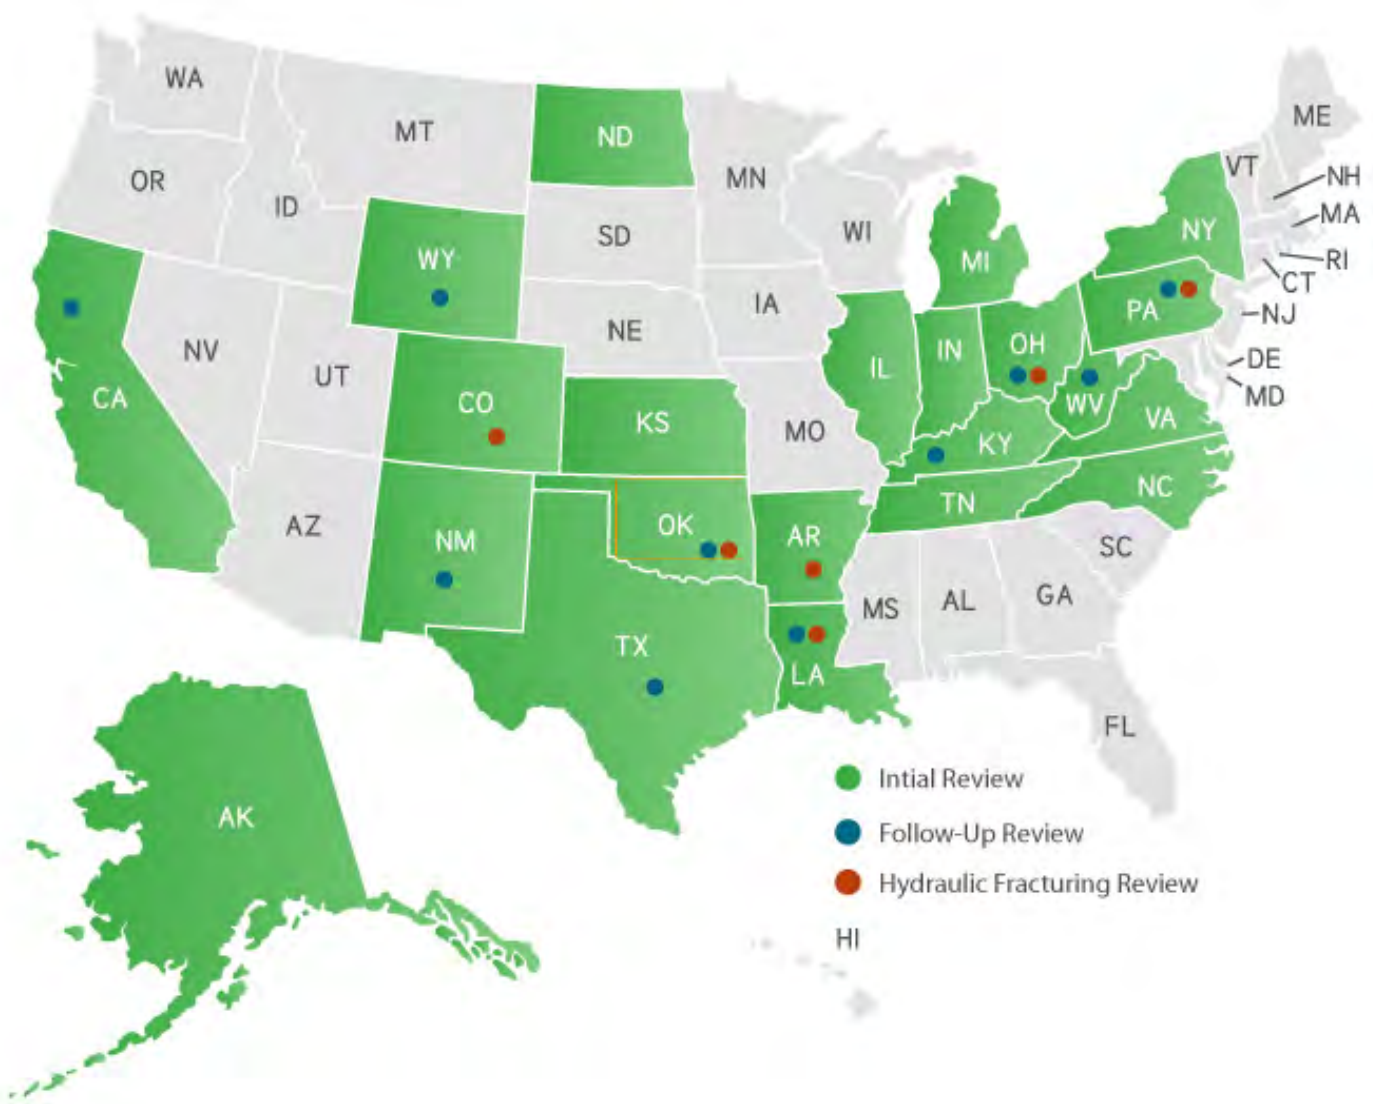 WA
MT
ND
MN
ME
VT
NH
OR
ID
SD
WI
MA
NY
MI
RI
CT
WY
IA
PA
NJ
NE
NV
UT
IL
IN
OH
DE
MD
CA
CO
KS
MO
WV
VA
KY
NC
TN
AZ
NM
OK
AR
SC
MS
AL
GA
TX
LA
FL
AK
Intial Review
Follow-Up Review
Hydraulic Fracturing Review
HI